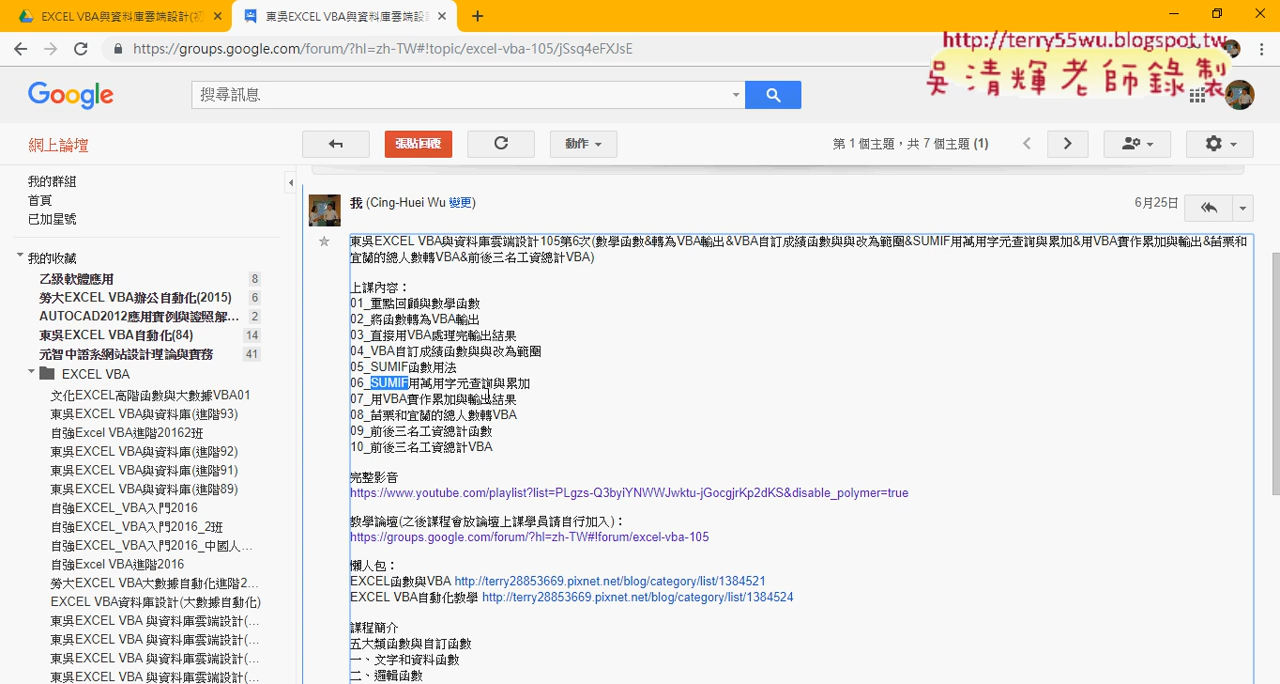 EXCEL VBA與資料庫雲端設計(初
東吳EXCEL VBA與資料庫雲端設
https://groups.google.com/forum/?hl=zh-TW#!topic/excel-vba-105/jSsq4eFXJsE
http://terry55wu.blogspot.tw
吳清輝老師錄製
Google
搜尋訊息
網上論壇
張貼回覆
動作
第 1 個主題，共 7 個主題 (1)
我的群組
首頁
已加星號
我的收藏
乙級軟體應用 8
勞大EXCEL VBA辦公自動化(2015) 6
AUTOCAD2012應用實例與證照解... 2
東吳EXCEL VBA自動化(84) 14
元智中語系網站設計理論與實務 41
EXCEL VBA
文化EXCEL高階函數與大數據VBA01
東吳EXCEL VBA與資料庫(進階93)
自強Excel VBA進階20162班
東吳EXCEL VBA與資料庫(進階92)
東吳EXCEL VBA與資料庫(進階91)
東吳EXCEL VBA與資料庫(進階89)
自強EXCEL_VBA入門2016
自強EXCEL_VBA入門2016_2班
自強EXCEL_VBA入門2016_中國人...
自強Excel VBA進階2016
勞大EXCEL VBA大數據自動化進階2...
EXCEL VBA資料庫設計(大數據自動化)
東吳EXCEL VBA 與資料庫雲端設計(...
東吳EXCEL VBA 與資料庫雲端設計(...
東吳EXCEL VBA 與資料庫雲端設計(...
東吳EXCEL VBA 與資料庫雲端設計(...
我 (Cing-Huei Wu 變更)
6月25日
東吳EXCEL VBA與資料庫雲端設計105第6次(數學函數&轉為VBA輸出&VBA自訂成績函數與與改為範圍&SUMIF用萬用字元查詢與累加&用VBA實作累加與輸出&苗栗和
宜蘭的總人數轉VBA&前後三名工資總計VBA)
上課內容：
01_重點回顧與數學函數
02_將函數轉為VBA輸出
03_直接用VBA處理完輸出結果
04_VBA自訂成績函數與與改為範圍
05_SUMIF函數用法
06_SUMIF用萬用字元查詢與累加
07_用VBA實作累加與輸出結果
08_苗栗和宜蘭的總人數轉VBA
09_前後三名工資總計函數
10_前後三名工資總計VBA
完整影音
https://www.youtube.com/playlist?list=PLgzs-Q3byiYNWWJwktu-jGocgjrKp2dKS&disable_polymer=true
教學論壇(之後課程會放論壇上課學員請自行加入)：
https://groups.google.com/forum/?hl=zh-TW#!forum/excel-vba-105
懶人包：
EXCEL函數與VBA http://terry28853669.pixnet.net/blog/category/list/1384521
EXCEL VBA自動化教學 http://terry28853669.pixnet.net/blog/category/list/1384524
課程簡介
五大類函數與自訂函數
一、文字和資料函數
二、邏輯函數